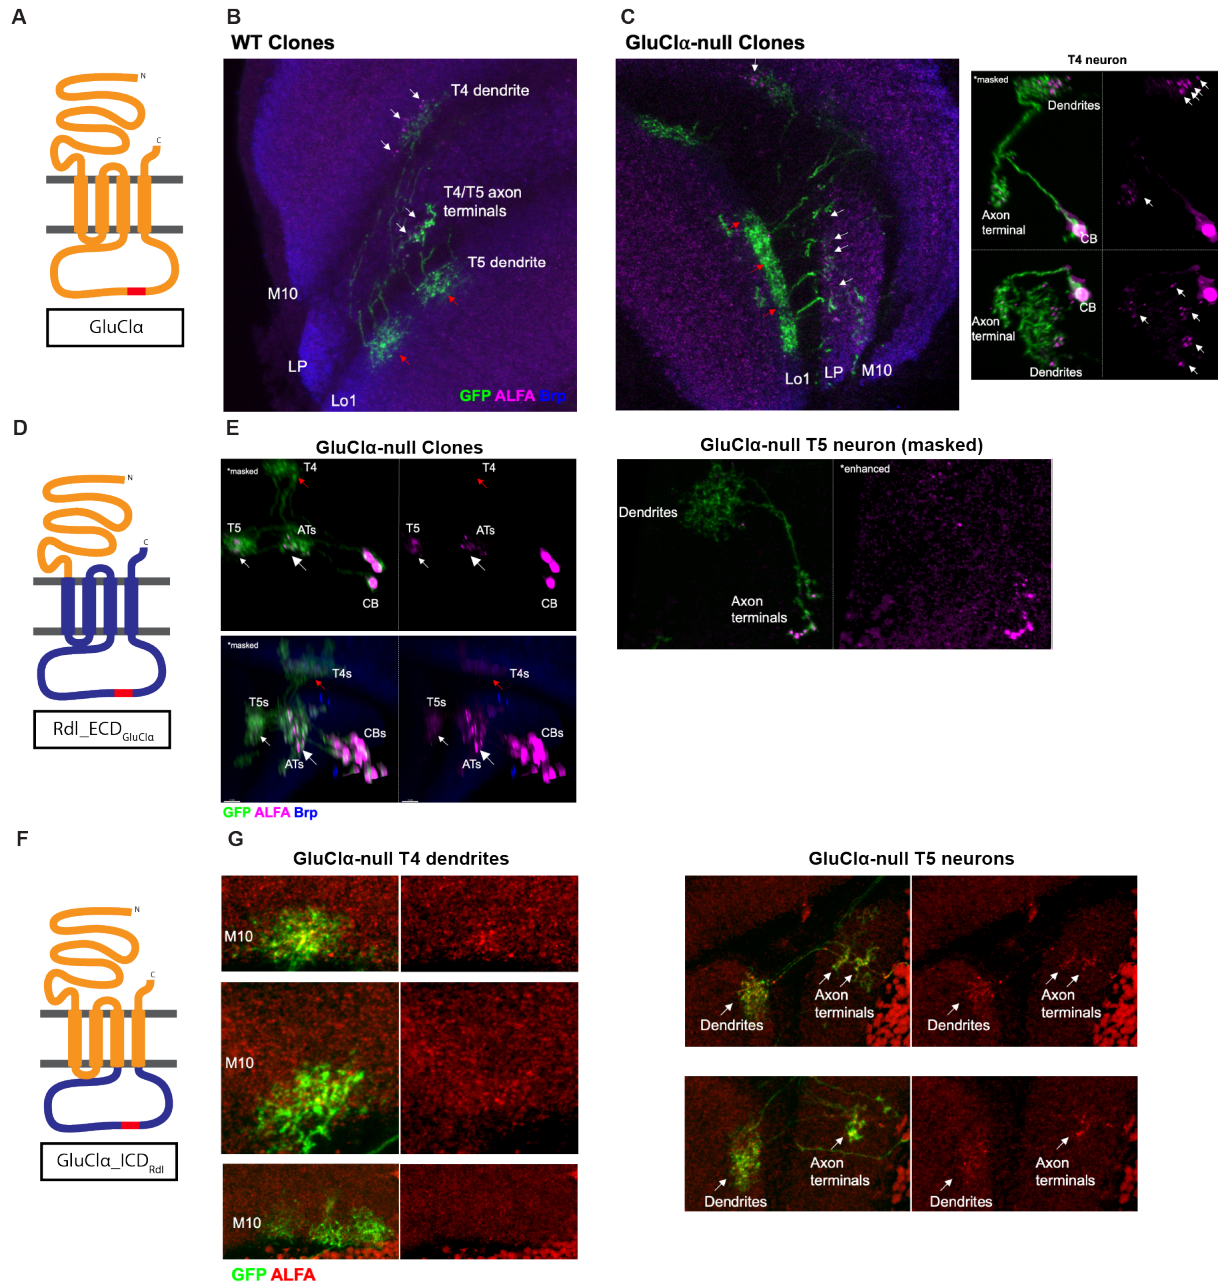 A
N
C
GluClα
B
WT Clones
T4 dendrite
T4/T5 axon
terminals
T5 dendrite
M10
LP
Lo1
GFP ALFA Brp
C
GluClα-null Clones
Lo1
LP
M10
T4 neuron
*masked
Dendrites
Axon
terminal
CB
CB
Axon
terminal
Dendrites
D
N
C
Rdl_ECD GluClα
E
GluClα-null Clones
*masked
T4
T4
T5
ATs
T5
ATs
CB
CB
*masked
T4s
T4s
T5s
T5s
CBs
CBs
ATs
ATs
GFP ALFA Brp
GluClα-null T5 neuron (masked)
*enhanced
Dendrites
Axon
terminals
F
N
C
GluClα_ICD Rdl
G
GluClα-null T4 dendrites
M10
M10
M10
GFP ALFA
GluClα-null T5 neurons
Dendrites
Axon
terminals
Dendrites
Axon
terminals
Dendrites
Axon
terminals
Dendrites
Axon
terminals